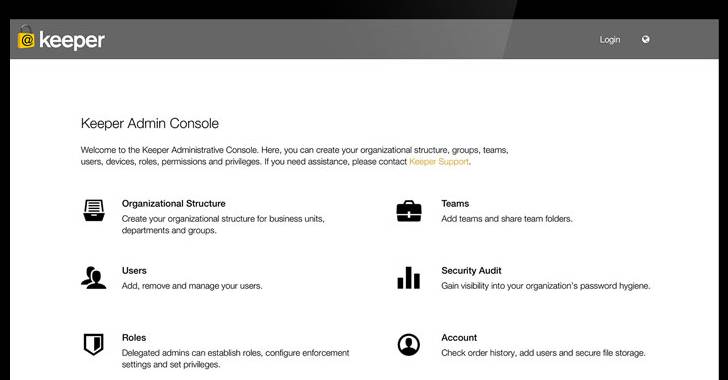 @ keeper
Login
Keeper Admin Console
Welcome to the Keeper Administrative Console. Here, you can create your organizational structure, groups, teams,
users, devices, roles, permissions and privileges. If you need assistance, please contact Keeper Support.
Organizational Structure
Create your organizational structure for business units,
departments and groups.
Teams
Add teams and share team folders.
Users
Add, remove and manage your users.
Security Audit
Gain visibility into your organization's password hygiene.
Roles
Delegated admins can establish roles, configure enforcement
settings and set privileges.
Account
Check order history, add users and secure file storage.